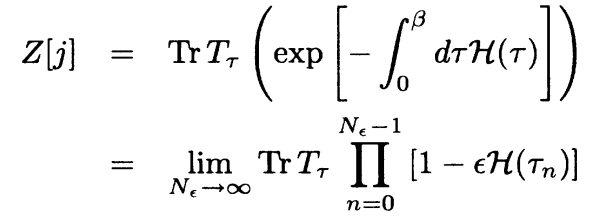 Z[j] = Tr T_τ ( exp [ − ∫_0^β dτ ℋ(τ) ] )
= lim_{N_ϵ→∞} Tr T_τ ∏_{n=0}^{N_ϵ−1} [1 − ϵℋ(τ_n)]